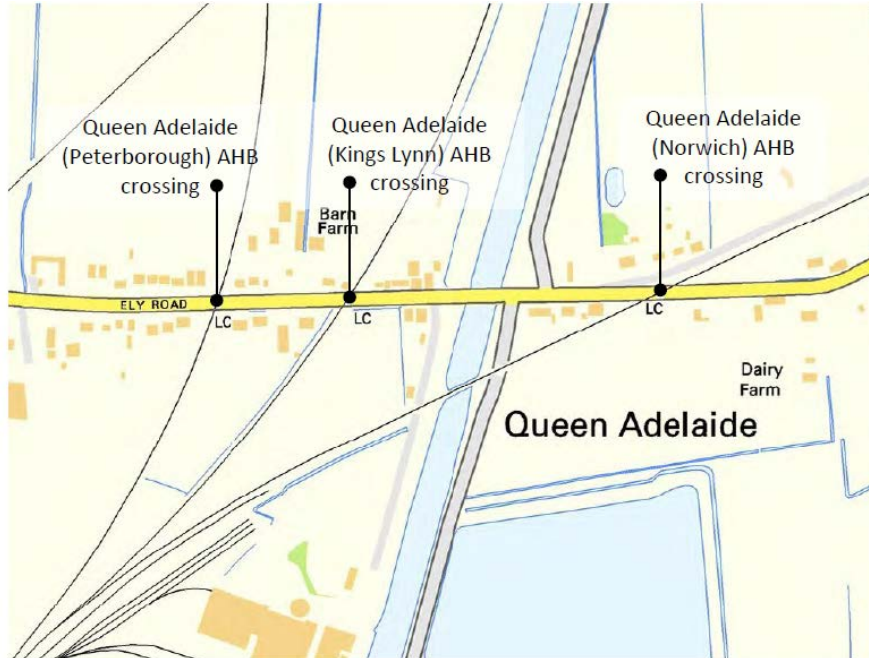 Queen Adelaide
(Peterborough) AHB
crossing
Queen Adelaide
(Kings Lynn) AHB
crossing
Queen Adelaide
(Norwich) AHB
crossing
Barn
Farm
ELY ROAD
LC
LC
LC
Dairy
Farm
Queen Adelaide